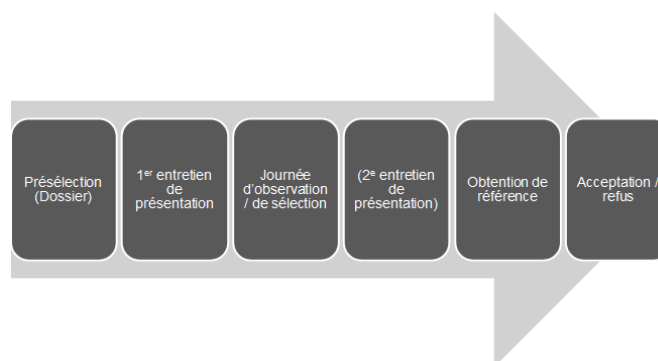 Présélection
(Dossier)
1er entretien
de
présentation
Journée
d'observation
/ de sélection
(2e entretien
de
présentation)
Obtention de
référence
Acceptation /
refus